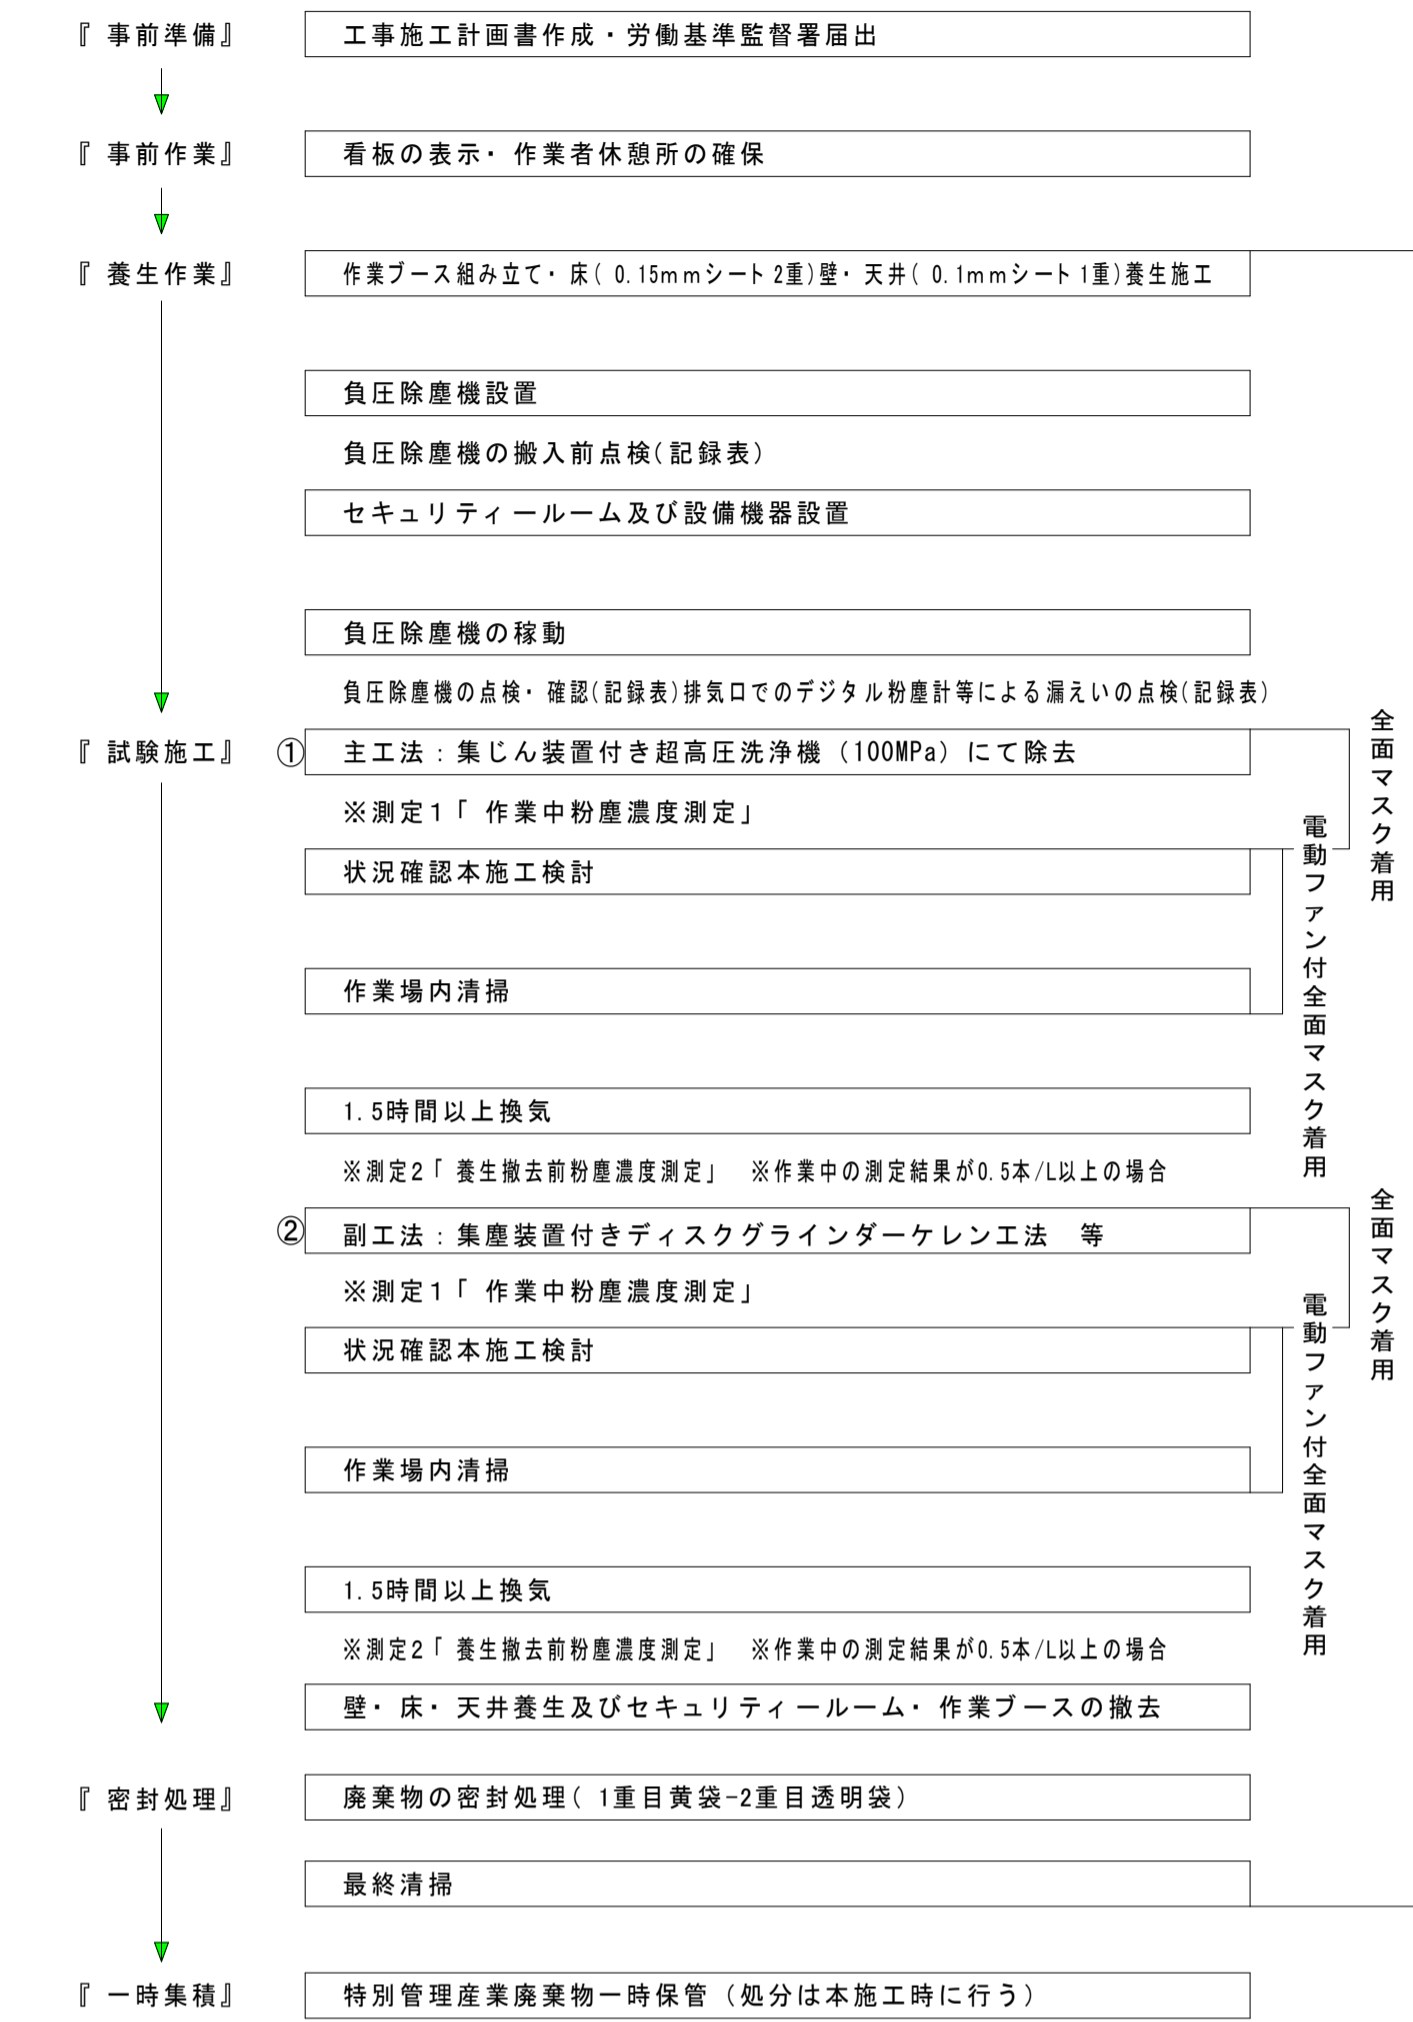 『事前準備』 工事施工計画書作成・労働基準監督署届出
『事前作業』 看板の表示・作業者休憩所の確保
『養生作業』 作業ブース組み立て・床(0.15mmシート2重)壁・天井(0.1mmシート1重)養生施工
負圧除塵機設置
負圧除塵機の搬入前点検(記録表)
セキュリティールーム及び設備機器設置
負圧除塵機の稼動
負圧除塵機の点検・確認(記録表)排気口でのデジタル粉塵計等による漏えいの点検(記録表)
『試験施工』 ① 主工法:集じん装置付き超高圧洗浄機(100MPa)にて除去
※測定1「作業中粉塵濃度測定」
状況確認本施工検討
作業場内清掃
1.5時間以上換気
※測定2「養生撤去前粉塵濃度測定」 ※作業中の測定結果が0.5本/L以上の場合
全面マスク着用
電動ファン付全面マスク着用
② 副工法:集塵装置付きディスクグラインダーケレン工法 等
※測定1「作業中粉塵濃度測定」
状況確認本施工検討
作業場内清掃
1.5時間以上換気
※測定2「養生撤去前粉塵濃度測定」 ※作業中の測定結果が0.5本/L以上の場合
全面マスク着用
電動ファン付全面マスク着用
壁・床・天井養生及びセキュリティールーム・作業ブースの撤去
『密封処理』 廃棄物の密封処理(1重目黄袋-2重目透明袋)
最終清掃
『一時集積』 特別管理産業廃棄物一時保管(処分は本施工時に行う)